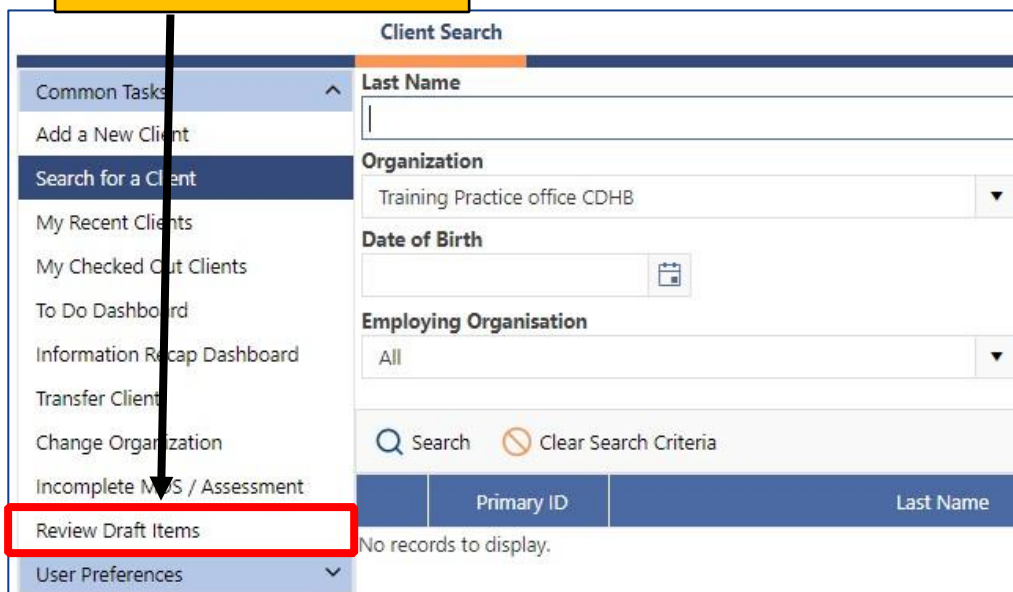 Client Search
Common Tasks
Add a New Client
Search for a Client
My Recent Clients
My Checked Out Clients
To Do Dashboard
Information Recap Dashboard
Transfer Client
Change Organization
Incomplete MDS / Assessment
Review Draft Items
User Preferences
Last Name
Organization
Training Practice office CDHB
Date of Birth
Employing Organisation
All
Search Clear Search Criteria
Primary ID Last Name
No records to display.